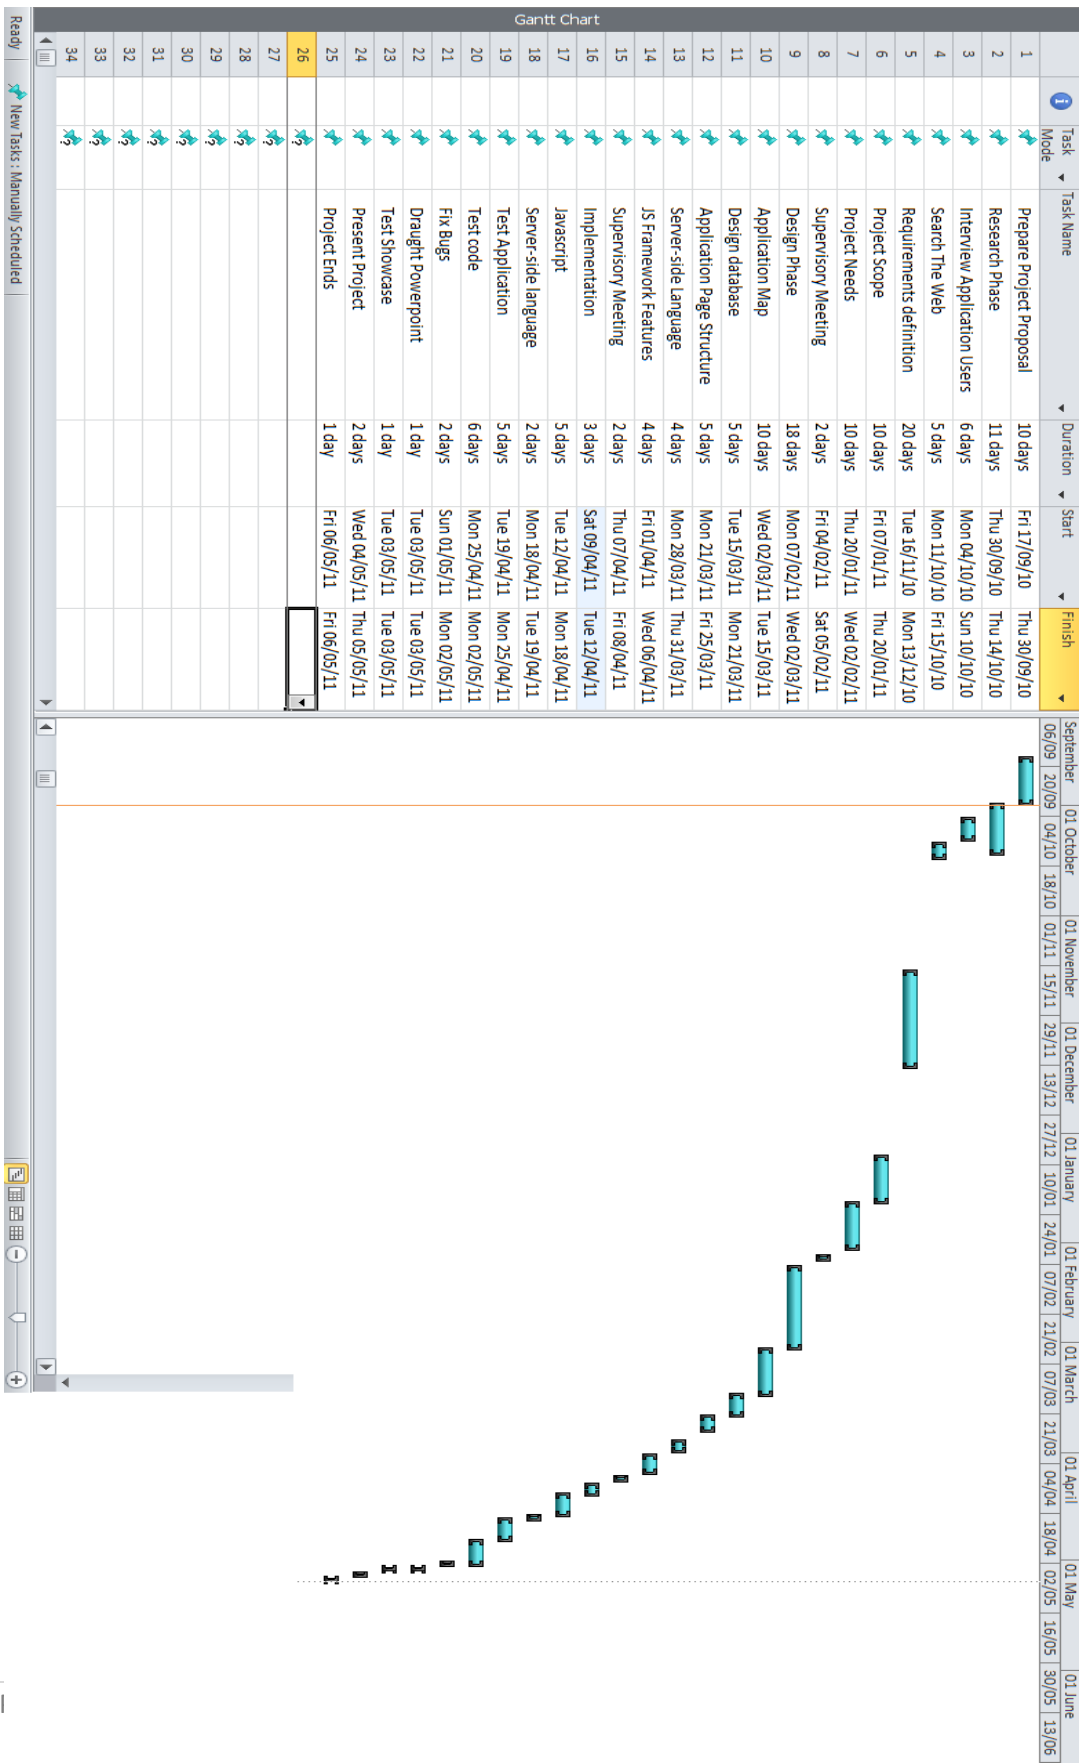 Task Mode Task Name Duration Start Finish
September 01 October 01 November 01 December 01 January 01 February 01 March 01 April 01 May 01 June
06/09 20/09 04/10 18/10 01/11 15/11 29/11 13/12 27/12 10/01 24/01 07/02 21/02 07/03 21/03 04/04 18/04 02/05 16/05 30/05 13/06
Gantt Chart
1 Prepare Project Proposal 10 days Fri 17/09/10 Thu 30/09/10
2 Research Phase 11 days Thu 30/09/10 Thu 14/10/10
3 Interview Application Users 6 days Mon 04/10/10 Sun 10/10/10
4 Search The Web 5 days Mon 11/10/10 Fri 15/10/10
5 Requirements definition 20 days Tue 16/11/10 Mon 13/12/10
6 Project Scope 10 days Fri 07/01/11 Thu 20/01/11
7 Project Needs 10 days Thu 20/01/11 Wed 02/02/11
8 Supervisory Meeting 2 days Fri 04/02/11 Sat 05/02/11
9 Design Phase 18 days Mon 07/02/11 Wed 02/03/11
10 Application Map 10 days Wed 02/03/11 Tue 15/03/11
11 Design database 5 days Tue 15/03/11 Mon 21/03/11
12 Application Page Structure 5 days Mon 21/03/11 Fri 25/03/11
13 Server-side Language 4 days Mon 28/03/11 Thu 31/03/11
14 JS Framework Features 4 days Fri 01/04/11 Wed 06/04/11
15 Supervisory Meeting 2 days Thu 07/04/11 Fri 08/04/11
16 Implementation 3 days Sat 09/04/11 Tue 12/04/11
17 Javascript 5 days Tue 12/04/11 Mon 18/04/11
18 Server-side language 2 days Mon 18/04/11 Tue 19/04/11
19 Test Application 5 days Tue 19/04/11 Mon 25/04/11
20 Test code 6 days Mon 25/04/11 Mon 02/05/11
21 Fix Bugs 2 days Sun 01/05/11 Mon 02/05/11
22 Draught Powerpoint 1 day Tue 03/05/11 Tue 03/05/11
23 Test Showcase 1 day Tue 03/05/11 Tue 03/05/11
24 Present Project 2 days Wed 04/05/11 Thu 05/05/11
25 Project Ends 1 day Fri 06/05/11 Fri 06/05/11
26 ?
27 ?
28 ?
29 ?
30 ?
31 ?
32 ?
33 ?
34 ?
Ready New Tasks : Manually Scheduled